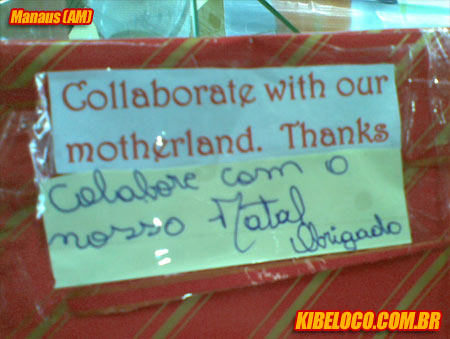 Manaus (AM)
Collaborate with our
motherland. Thanks
Colabore com o
nosso Natal
Obrigado
KIBELOCO.COM.BR